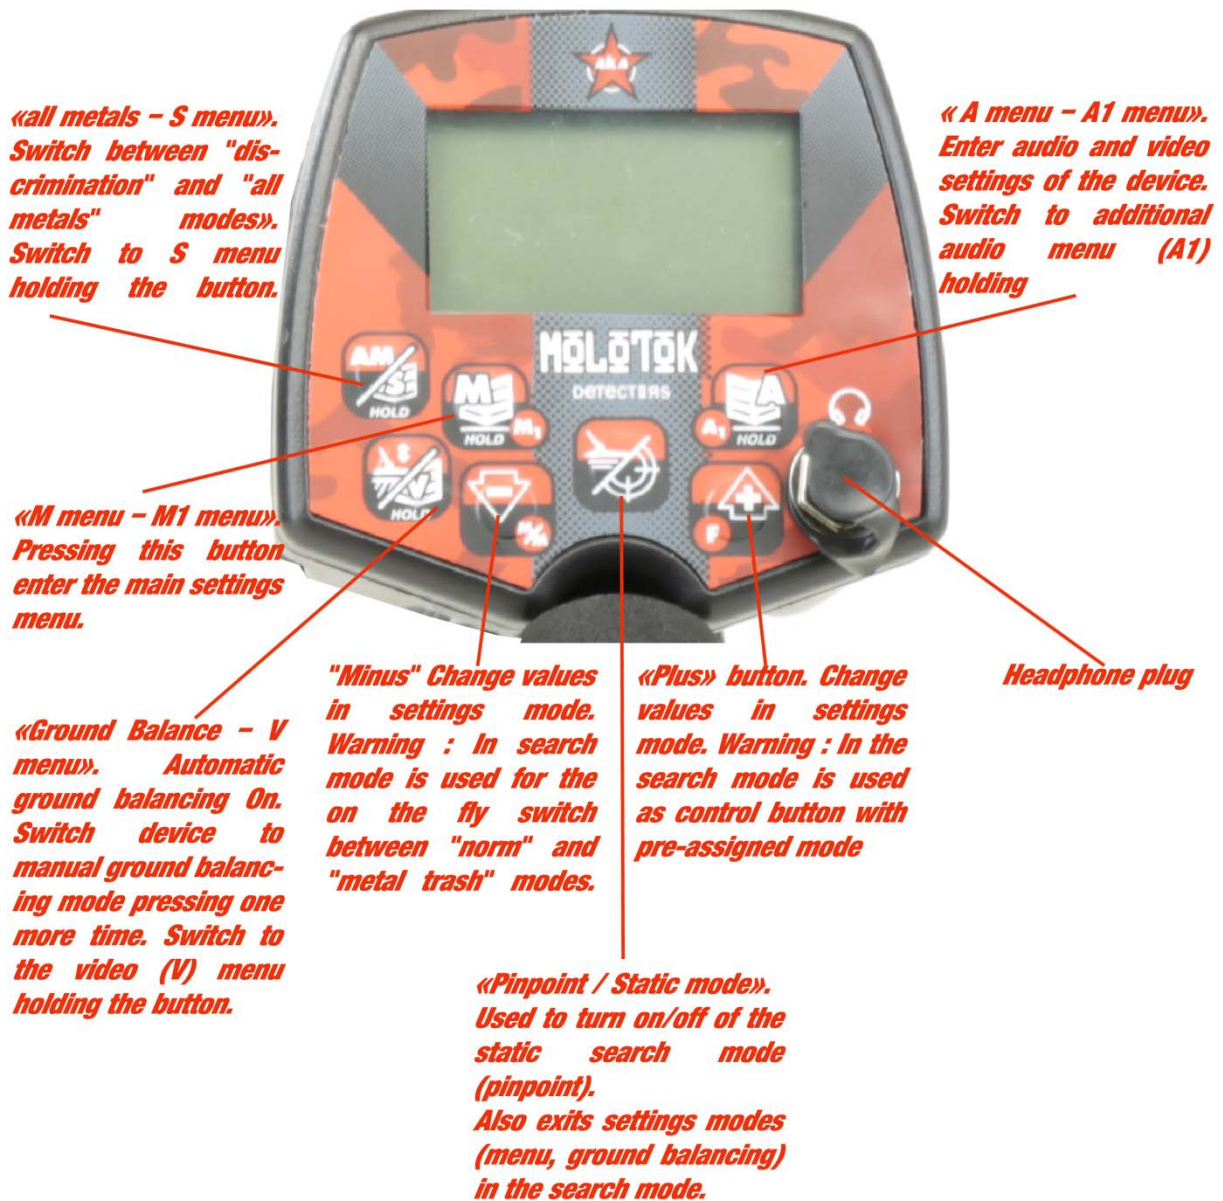 AKA
«all metals – S menu».
Switch between "dis-
crimination" and "all
metals" modes».
Switch to S menu
holding the button.
« A menu – A1 menu».
Enter audio and video
settings of the device.
Switch to additional
audio menu (A1)
holding
MOLOTOK
DETECTORS
AM
S
HOLD
M
HOLD M1
A
A1 HOLD
V
HOLD
M/M
F
«M menu – M1 menu».
Pressing this button
enter the main settings
menu.
«Ground Balance – V
menu». Automatic
ground balancing On.
Switch device to
manual ground balanc-
ing mode pressing one
more time. Switch to
the video (V) menu
holding the button.
"Minus" Change values
in settings mode.
Warning : In search
mode is used for the
on the fly switch
between "norm" and
"metal trash" modes.
«Plus» button. Change
values in settings
mode. Warning : In the
search mode is used
as control button with
pre-assigned mode
Headphone plug
«Pinpoint / Static mode».
Used to turn on/off of the
static search mode
(pinpoint).
Also exits settings modes
(menu, ground balancing)
in the search mode.